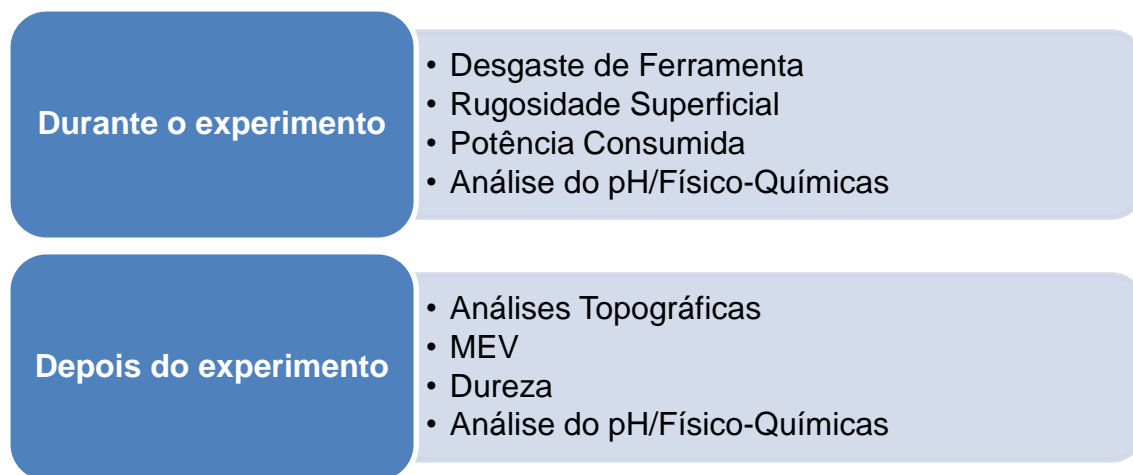 Durante o experimento
• Desgaste de Ferramenta
• Rugosidade Superficial
• Potência Consumida
• Análise do pH/Físico-Químicas
Depois do experimento
• Análises Topográficas
• MEV
• Dureza
• Análise do pH/Físico-Químicas